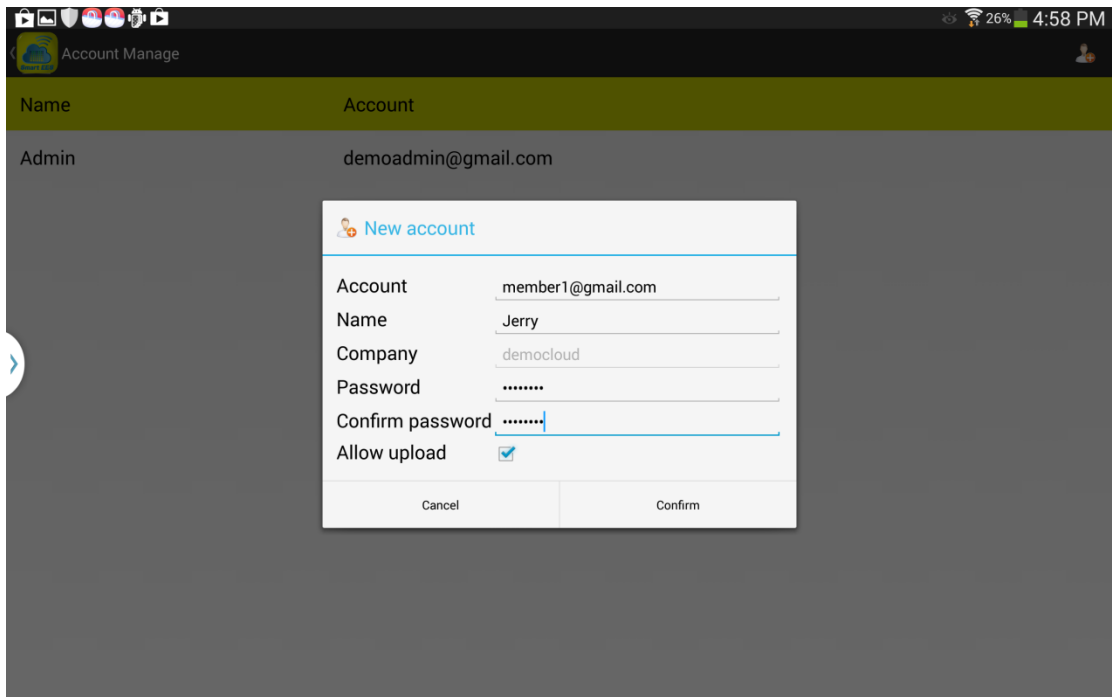 26% 4:58 PM
Account Manage
Name Account
Admin demoadmin@gmail.com
New account
Account member1@gmail.com
Name Jerry
Company democloud
Password ••••••••
Confirm password ••••••••
Allow upload
Cancel Confirm